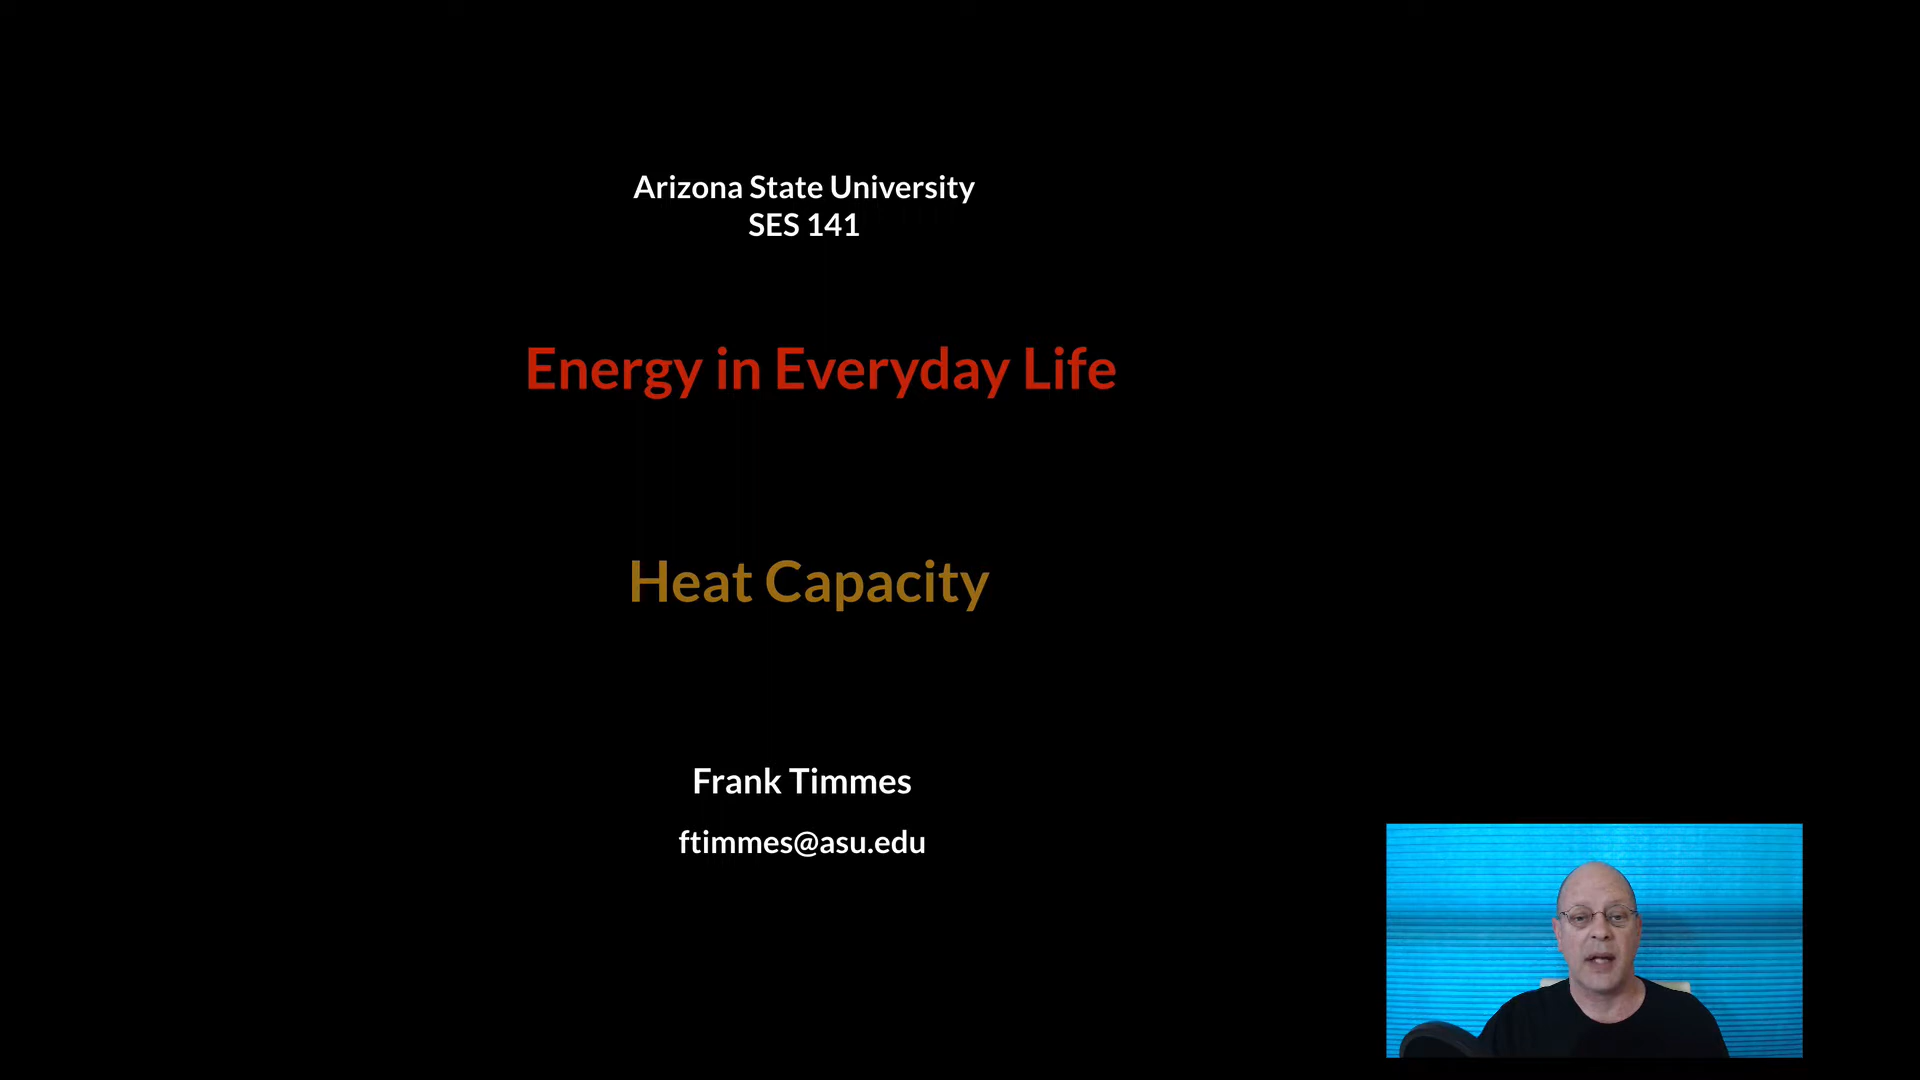 Arizona State University
SES 141
Energy in Everyday Life
Heat Capacity
Frank Timmes
ftimmes@asu.edu